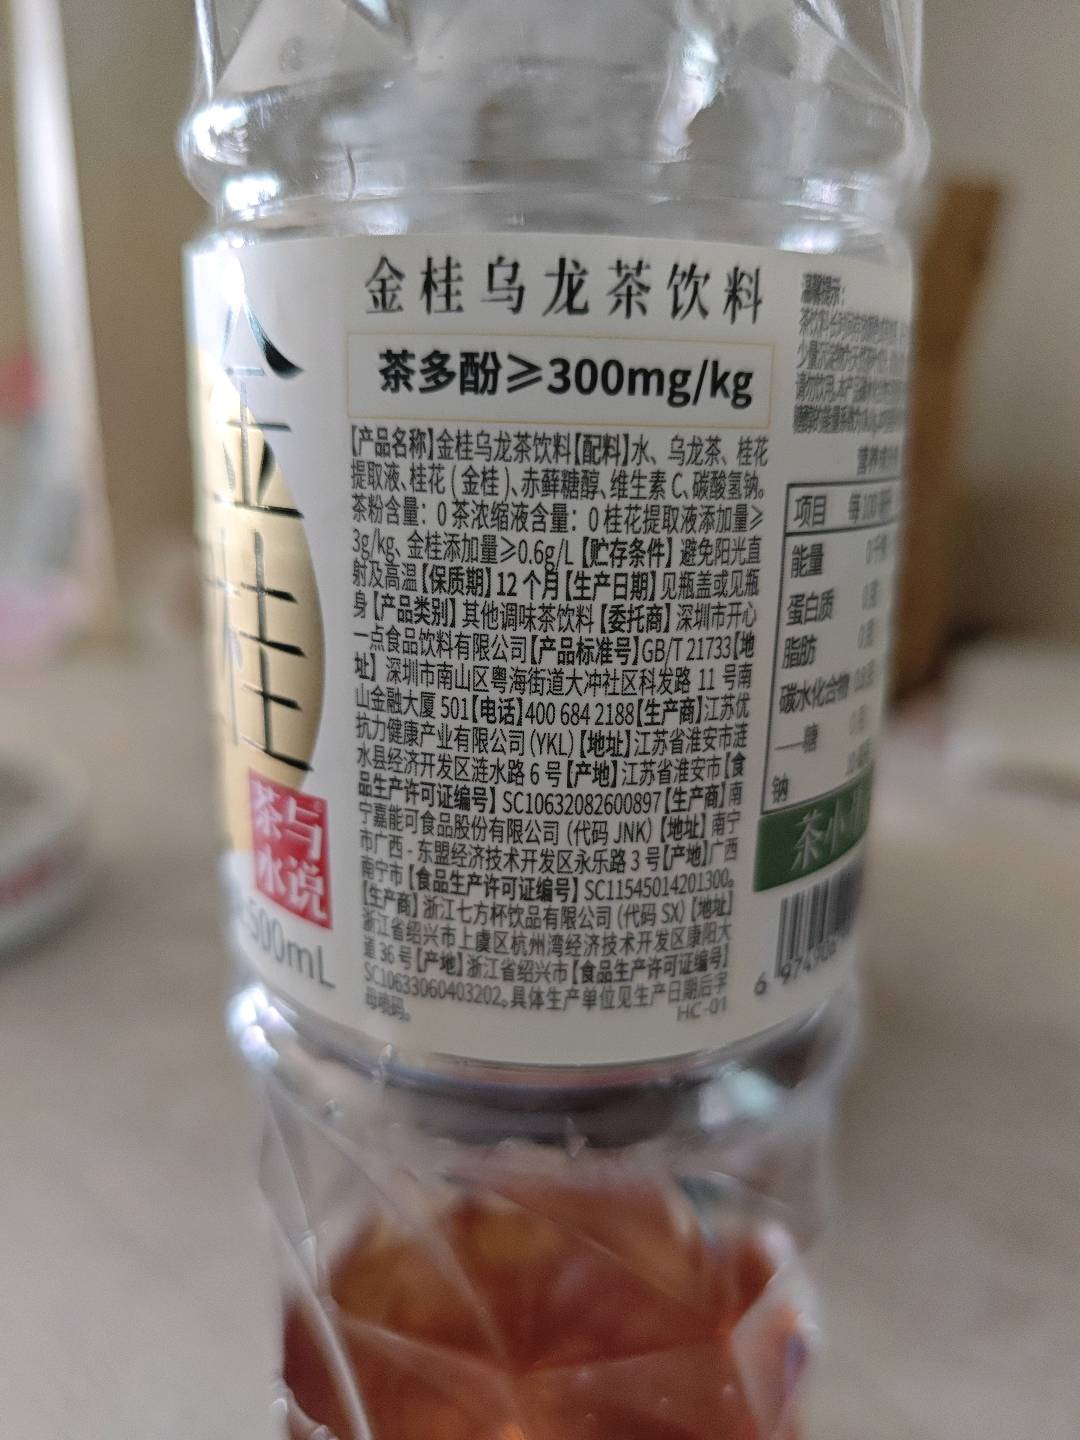 金桂
茶与
水说
500mL
金桂乌龙茶饮料
茶多酚≥300mg/kg
【产品名称】金桂乌龙茶饮料【配料】水、乌龙茶、桂花
提取液、桂花(金桂)、赤藓糖醇、维生素C、碳酸氢钠。
茶粉含量：0 茶浓缩液含量：0 桂花提取液添加量≥
3g/kg、金桂添加量≥0.6g/L【贮存条件】避免阳光直
射及高温【保质期】12个月【生产日期】见瓶盖或见瓶
身【产品类别】其他调味茶饮料【委托商】深圳市开心
一点食品饮料有限公司【产品标准号】GB/T 21733【地
址】深圳市南山区粤海街道大冲社区科发路 11 号南
山金融大厦 501【电话】400 684 2188【生产商】江苏优
抗力健康产业有限公司(YKL)【地址】江苏省淮安市涟
水县经济开发区涟水路 6 号【产地】江苏省淮安市【食
品生产许可证编号】SC10632082600897【生产商】南
宁嘉能可食品股份有限公司(代码 JNK)【地址】南宁
市广西-东盟经济技术开发区永乐路 3 号【产地】广西
南宁市【食品生产许可证编号】SC11545014201300。
【生产商】浙江七方杯饮品有限公司(代码 SX)【地址】
浙江省绍兴市上虞区杭州湾经济技术开发区康阳大
道 36 号【产地】浙江省绍兴市【食品生产许可证编号】
SC10633060403202。具体生产单位见生产日期后字
母喷码。
HC-01
温馨提示：
项目
能量
蛋白质
脂肪
碳水化合物
——糖
钠
茶小